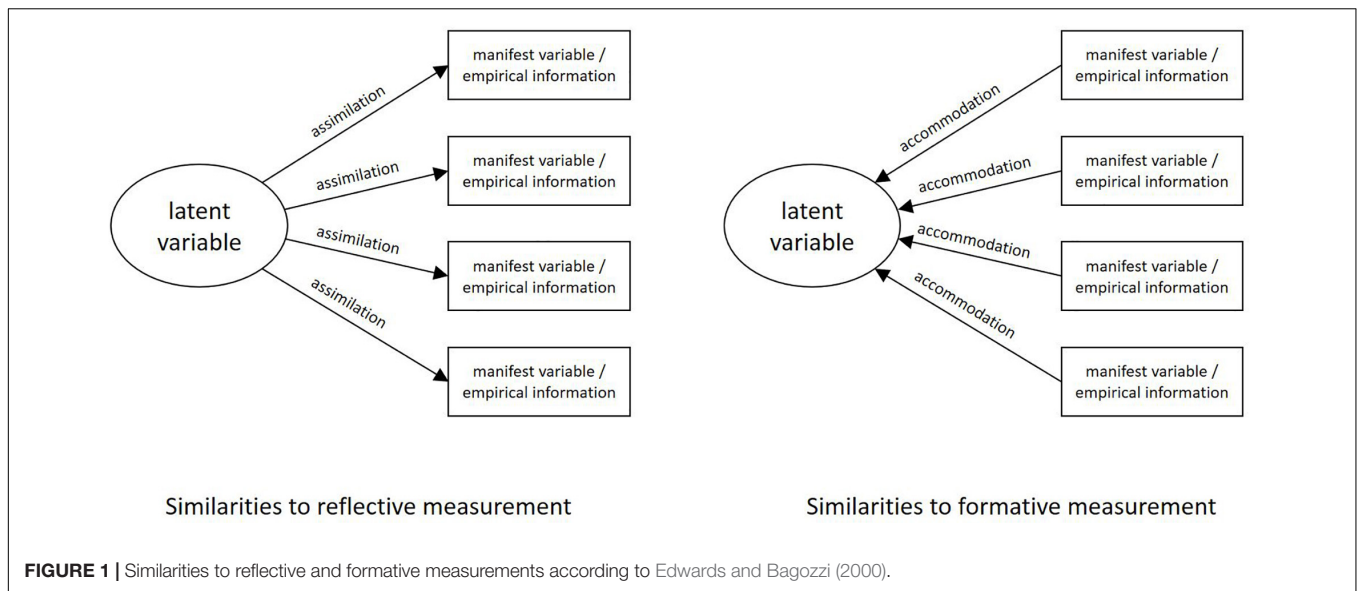 manifest variable /
empirical information
assimilation
manifest variable /
empirical information
assimilation
latent
variable
assimilation
manifest variable /
empirical information
assimilation
manifest variable /
empirical information
Similarities to reflective measurement
manifest variable /
empirical information
accommodation
manifest variable /
empirical information
accommodation
latent
variable
accommodation
manifest variable /
empirical information
accommodation
manifest variable /
empirical information
Similarities to formative measurement
FIGURE 1 | Similarities to reflective and formative measurements according to Edwards and Bagozzi (2000).